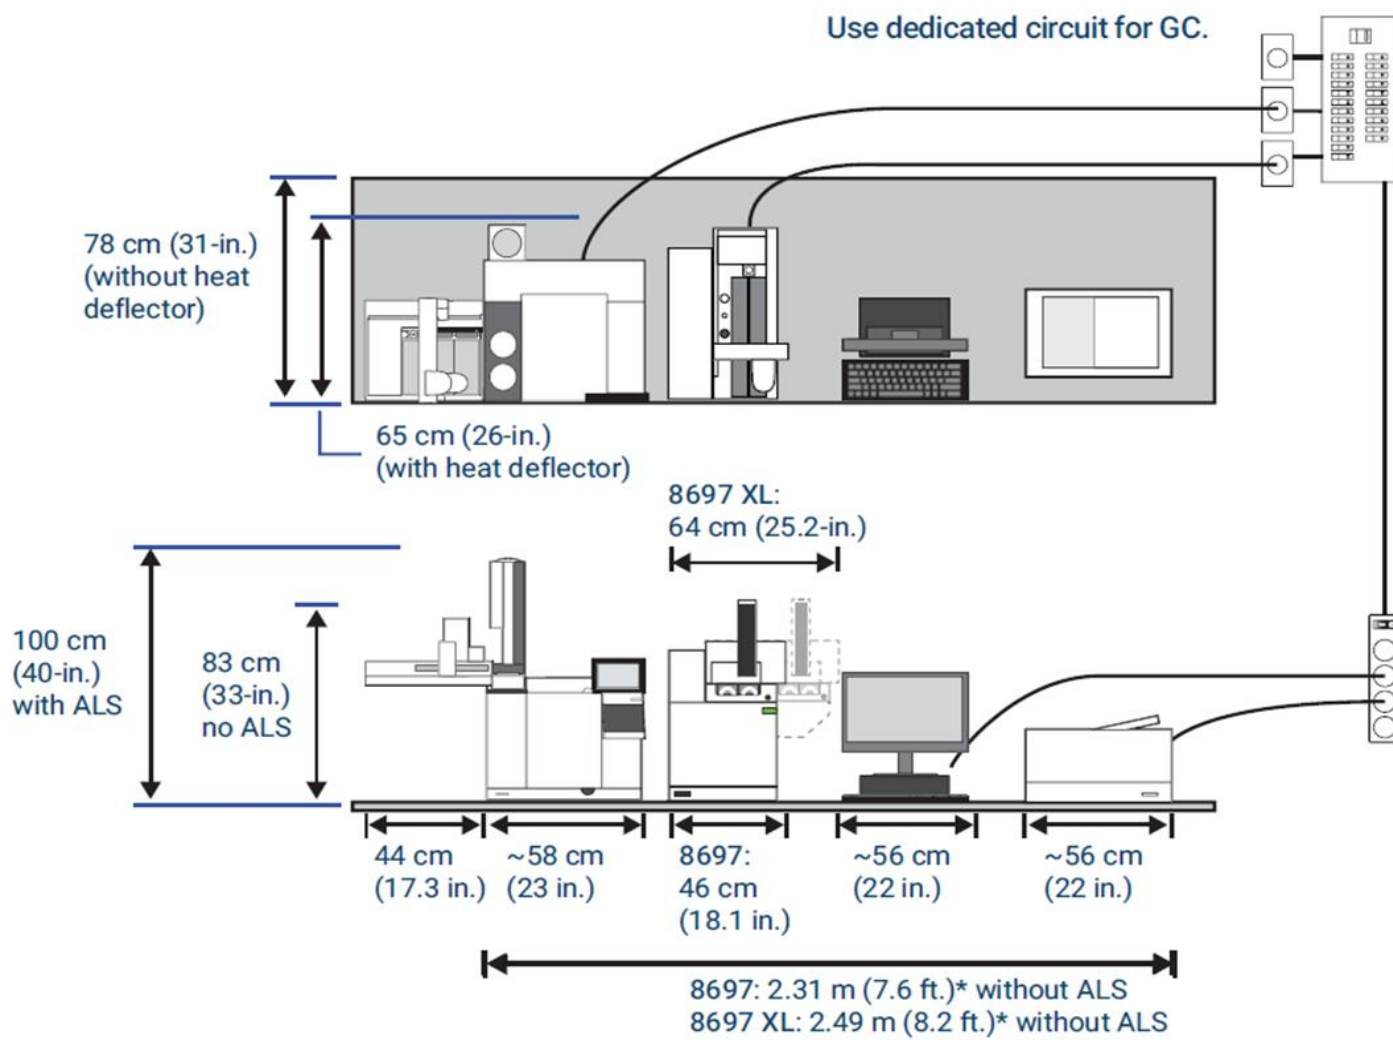 Use dedicated circuit for GC.
78 cm (31-in.)
(without heat
deflector)
65 cm (26-in.)
(with heat deflector)
8697 XL:
64 cm (25.2-in.)
100 cm
(40-in.)
with ALS
83 cm
(33-in.)
no ALS
44 cm
(17.3 in.)
~58 cm
(23 in.)
8697:
46 cm
(18.1 in.)
~56 cm
(22 in.)
~56 cm
(22 in.)
8697: 2.31 m (7.6 ft.)* without ALS
8697 XL: 2.49 m (8.2 ft.)* without ALS